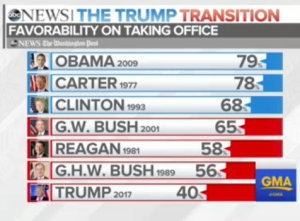 abc NEWS THE TRUMP TRANSITION
FAVORABILITY ON TAKING OFFICE
abc NEWS The Washington Post
OBAMA 2009 79
CARTER 1977 78
CLINTON 1993 68
G.W. BUSH 2001 65
REAGAN 1981 58
G.H.W. BUSH 1989 56
TRUMP 2017 40
GMA